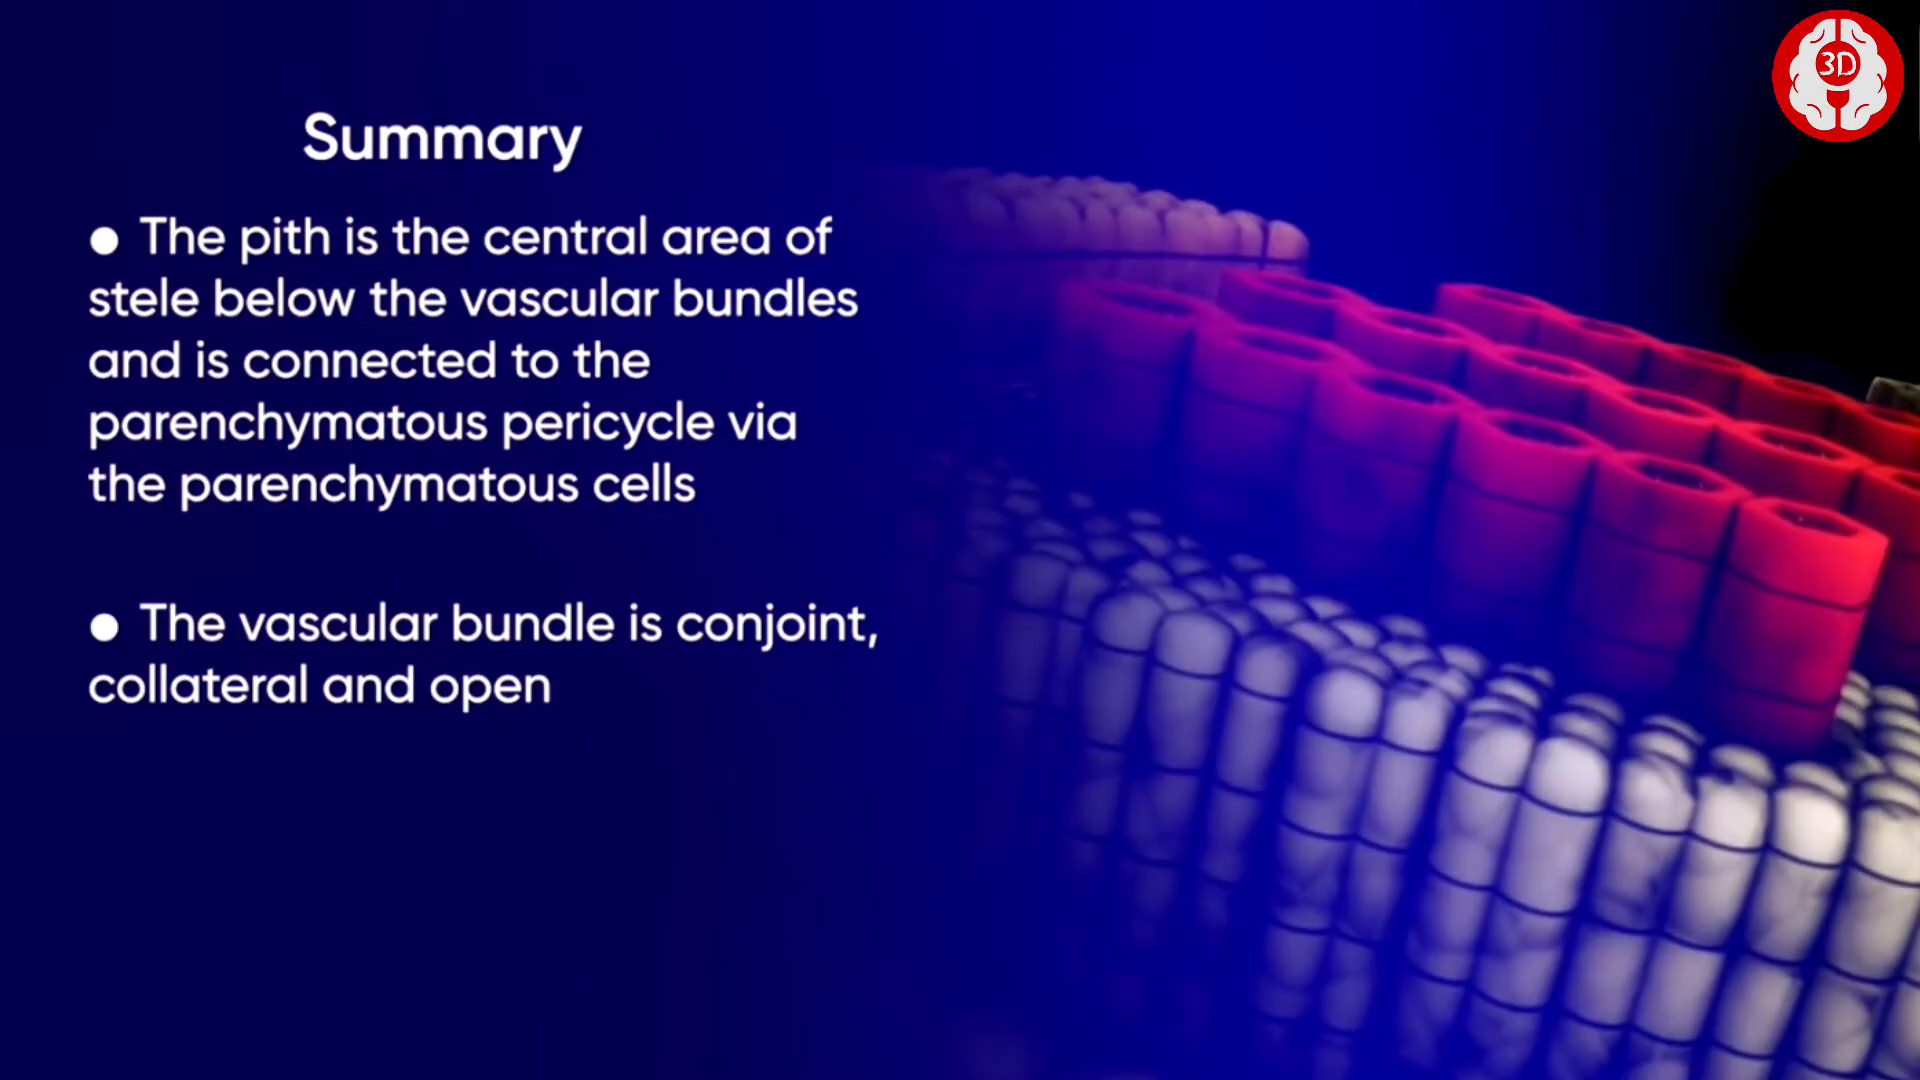 3D
Summary
● The pith is the central area of
stele below the vascular bundles
and is connected to the
parenchymatous pericycle via
the parenchymatous cells
● The vascular bundle is conjoint,
collateral and open